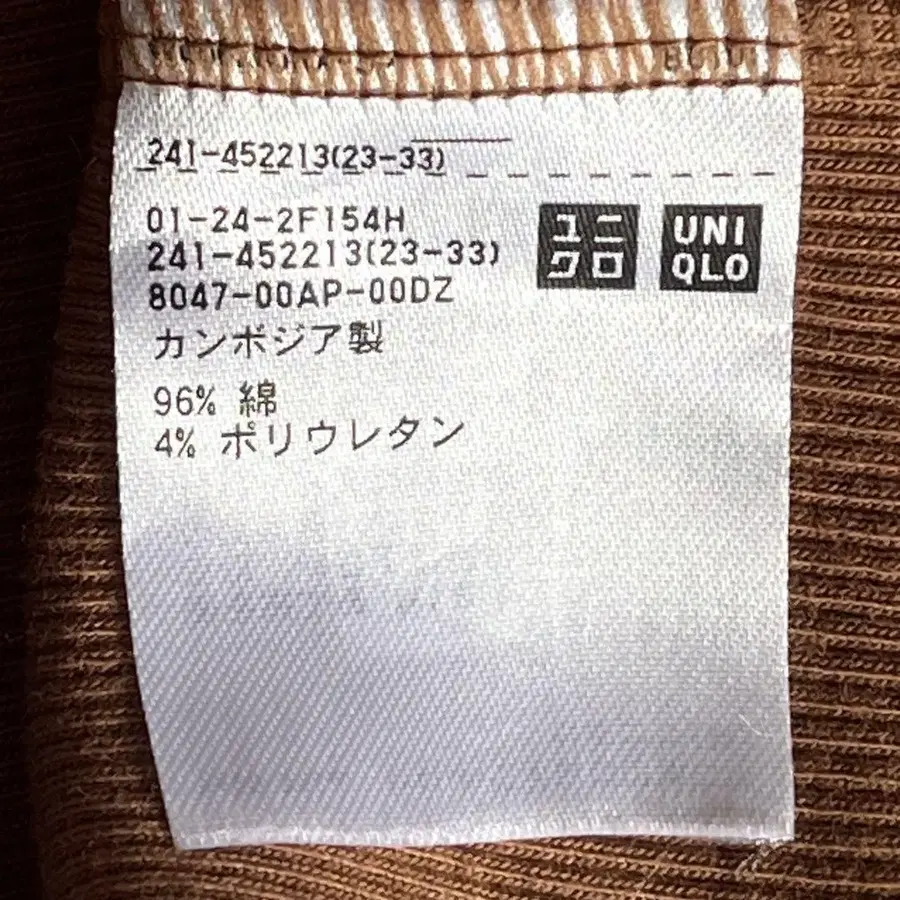 241-452213(23-33)
01-24-2F154H
241-452213(23-33)
8047-00AP-00DZ
ユニ
クロ
UNI
QLO
カンボジア製
96% 綿
4% ポリウレタン